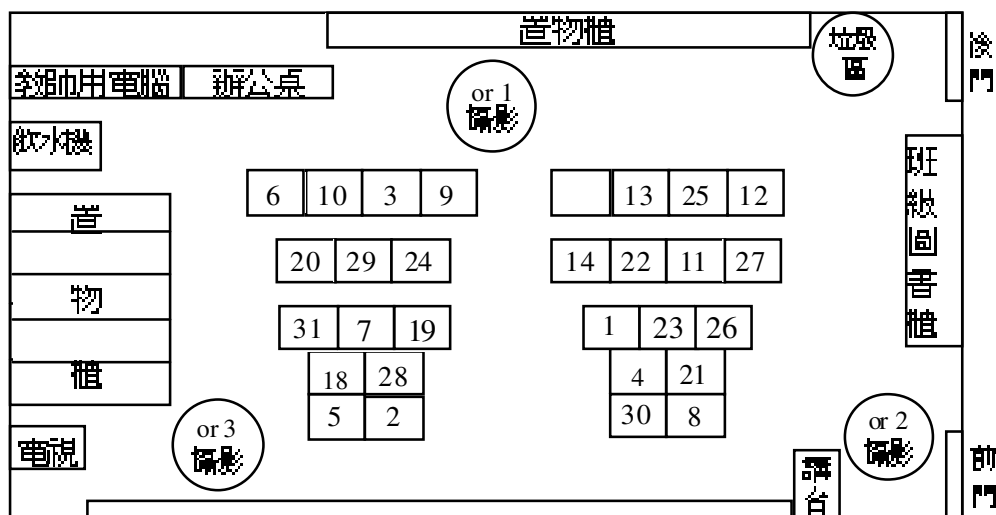 置物櫃
垃圾
區
後
門
教師用電腦
辦公桌
or 1
攝影
飲水機
班
級
圖
書
櫃
6 10 3 9
13 25 12
置
物
櫃
20 29 24
14 22 11 27
31 7 19
1 23 26
18 28
4 21
5 2
30 8
or 3
攝影
or 2
攝影
電視
講
台
前
門